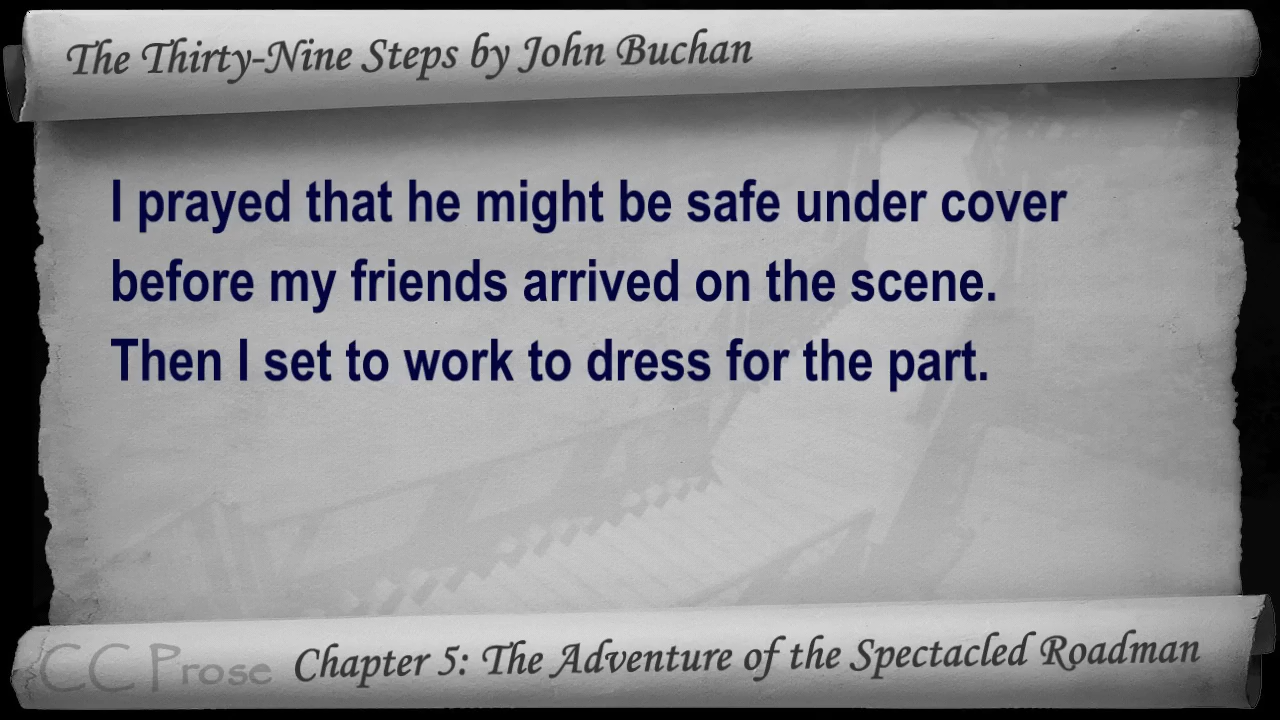 The Thirty-Nine Steps by John Buchan
I prayed that he might be safe under cover
before my friends arrived on the scene.
Then I set to work to dress for the part.
CC Prose
Chapter 5: The Adventure of the Spectacled Roadman